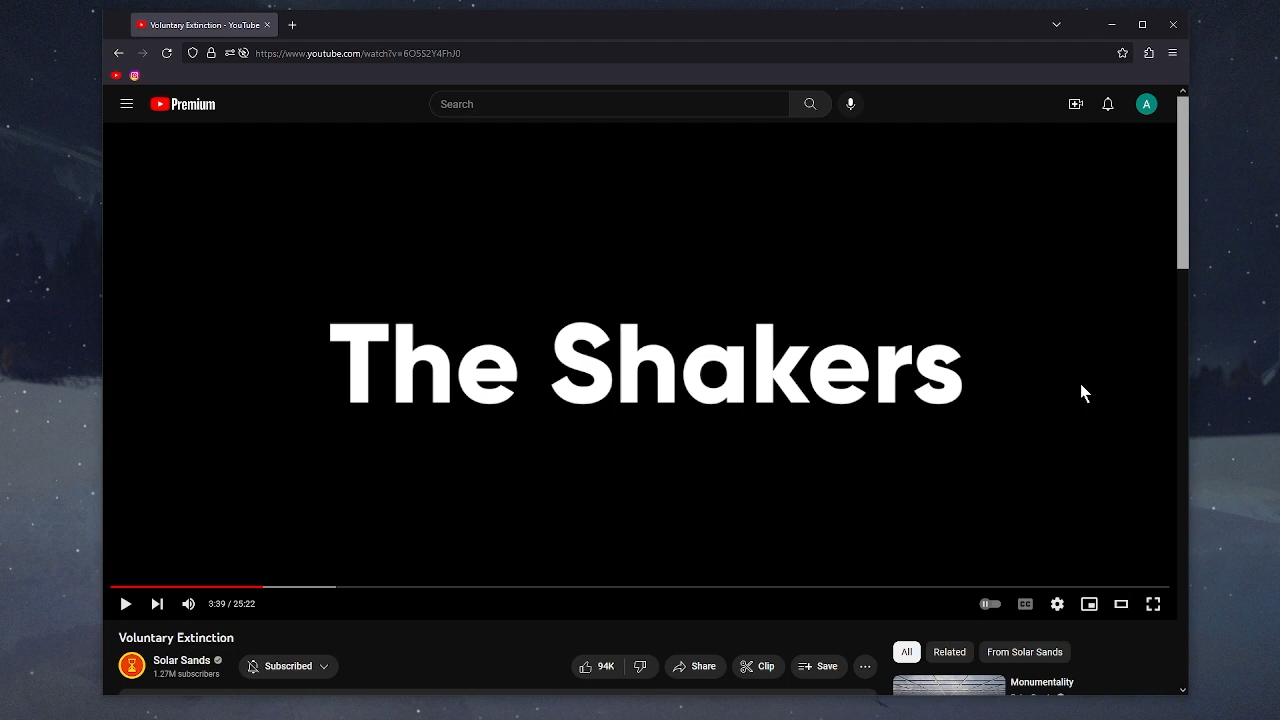 Voluntary Extinction - YouTube
https://www.youtube.com/watch?v=6O5S2Y4FhJ0
Premium
Search
A
The Shakers
3:39 / 25:22
CC
Voluntary Extinction
Solar Sands
1.27M subscribers
Subscribed
94K
Share
Clip
Save
All
Related
From Solar Sands
Monumentality